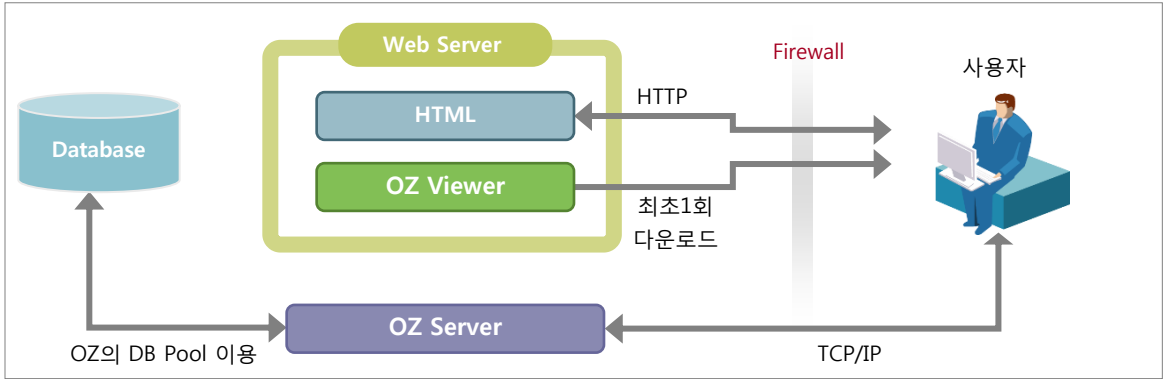 Web Server
Firewall
사용자
HTML
HTTP
Database
OZ Viewer
최초1회
다운로드
OZ Server
OZ의 DB Pool 이용
TCP/IP